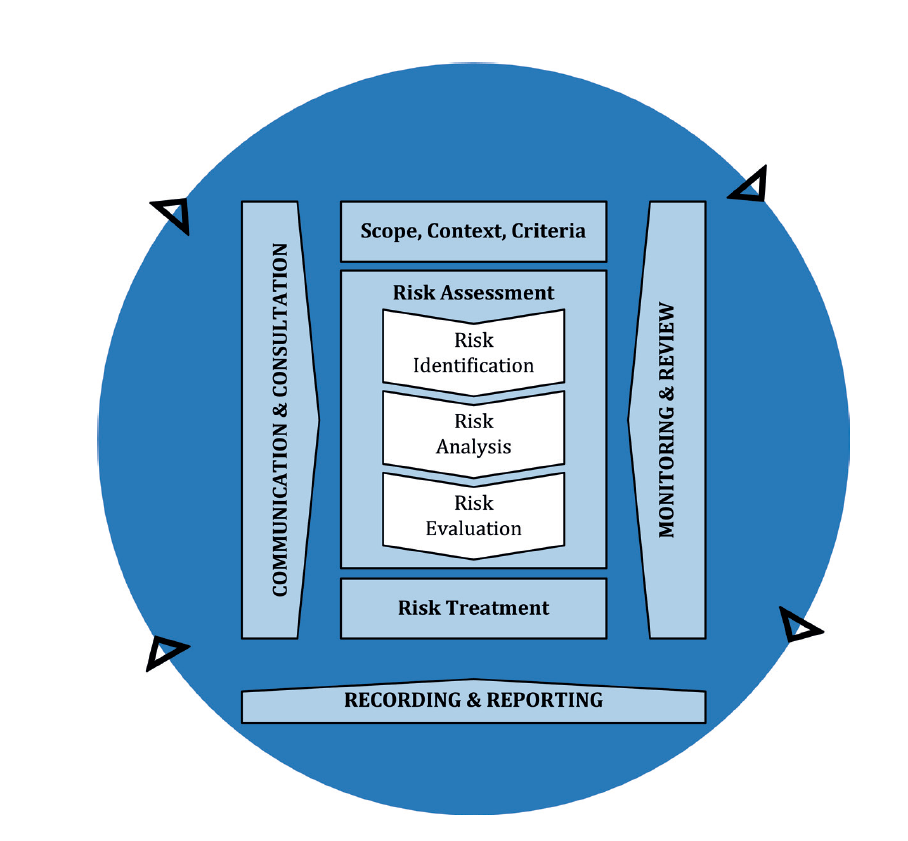 Scope, Context, Criteria
Risk Assessment
Risk
Identification
Risk
Analysis
Risk
Evaluation
Risk Treatment
COMMUNICATION & CONSULTATION
MONITORING & REVIEW
RECORDING & REPORTING